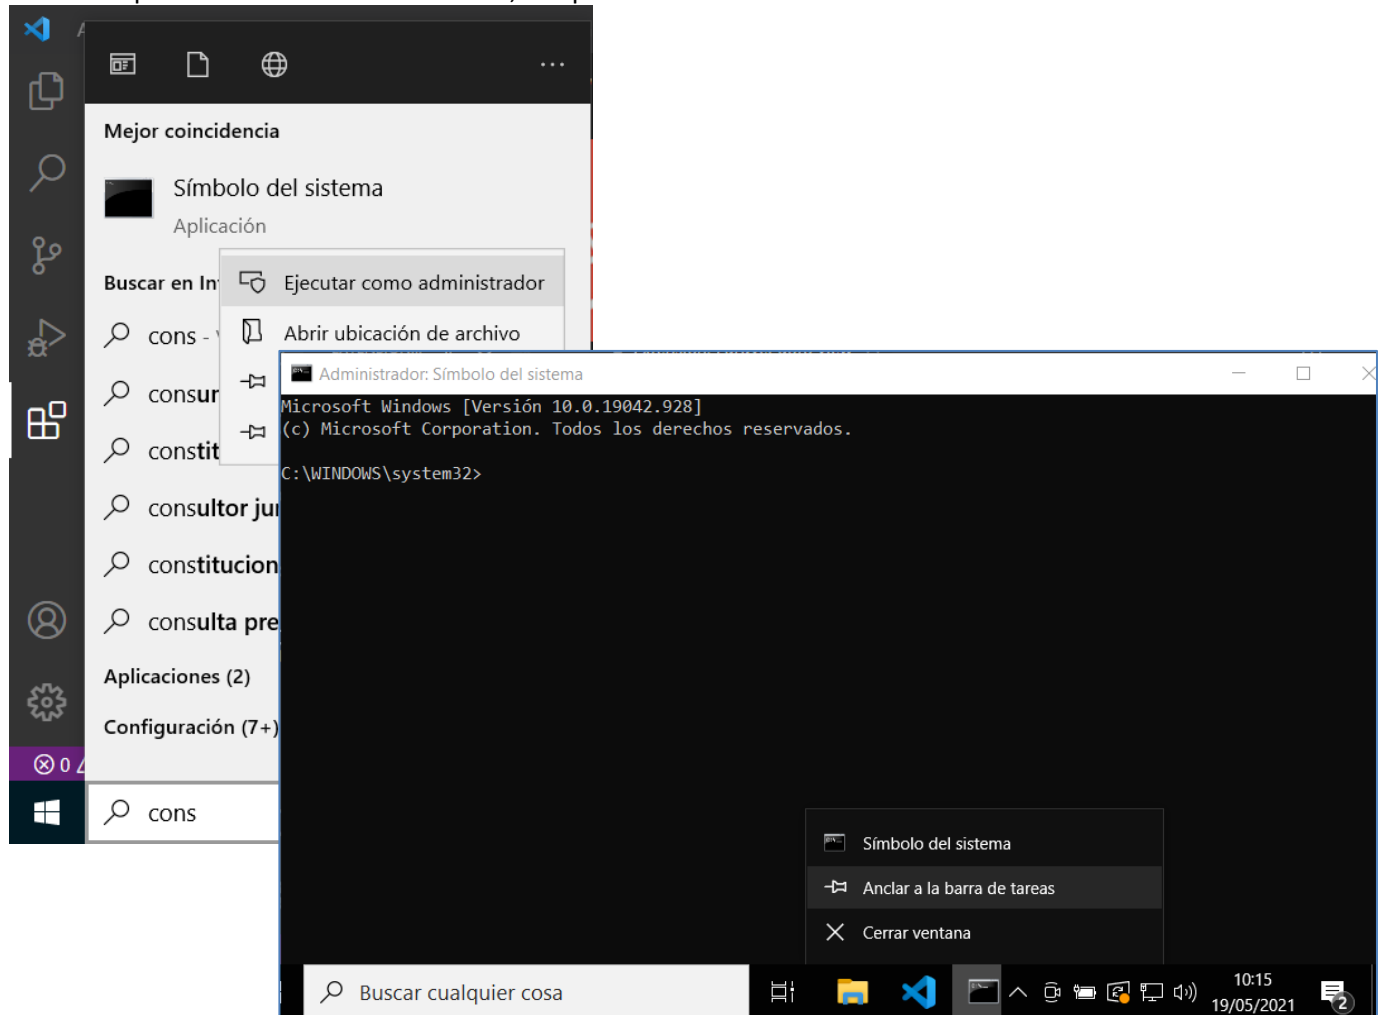 Mejor coincidencia
Símbolo del sistema
Aplicación
Buscar en In
Ejecutar como administrador
cons -
Abrir ubicación de archivo
consur
constit
consultor jur
constitucion
consulta pre
Aplicaciones (2)
Configuración (7+)
0
cons
Administrador: Símbolo del sistema
Microsoft Windows [Versión 10.0.19042.928]
(c) Microsoft Corporation. Todos los derechos reservados.
C:\WINDOWS\system32>
Símbolo del sistema
Anclar a la barra de tareas
Cerrar ventana
Buscar cualquier cosa
10:15
19/05/2021
2